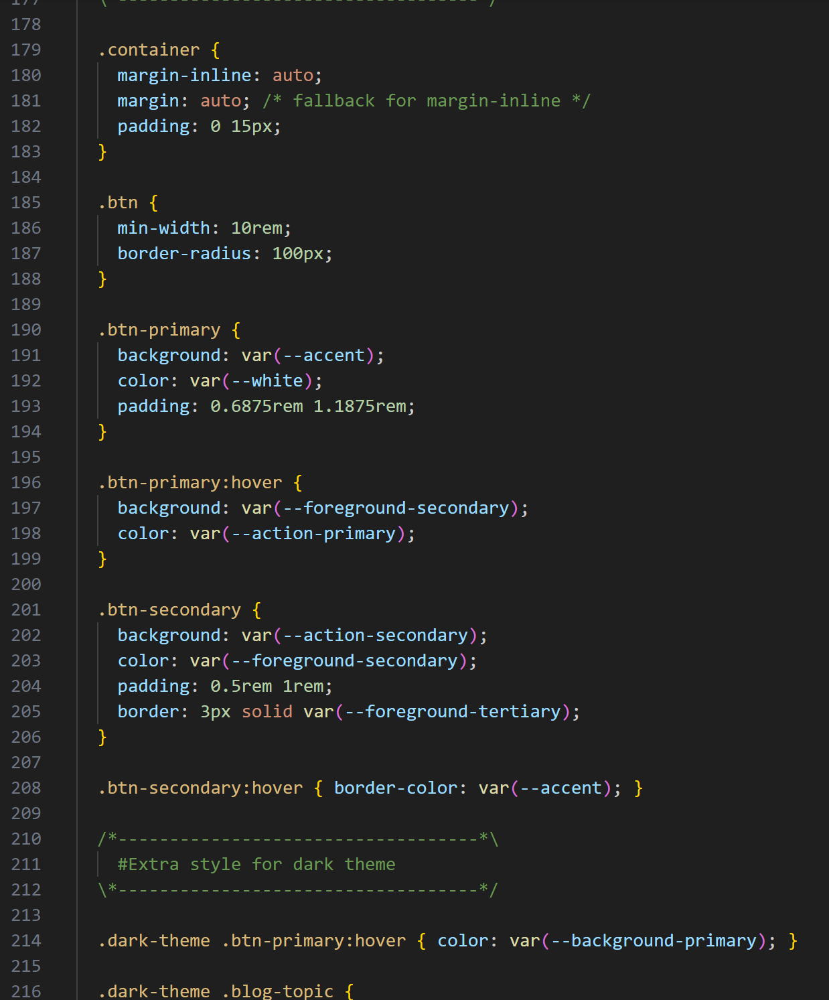 177 \*-----------------------------------*/
178
179 .container {
180 margin-inline: auto;
181 margin: auto; /* fallback for margin-inline */
182 padding: 0 15px;
183 }
184
185 .btn {
186 min-width: 10rem;
187 border-radius: 100px;
188 }
189
190 .btn-primary {
191 background: var(--accent);
192 color: var(--white);
193 padding: 0.6875rem 1.1875rem;
194 }
195
196 .btn-primary:hover {
197 background: var(--foreground-secondary);
198 color: var(--action-primary);
199 }
200
201 .btn-secondary {
202 background: var(--action-secondary);
203 color: var(--foreground-secondary);
204 padding: 0.5rem 1rem;
205 border: 3px solid var(--foreground-tertiary);
206 }
207
208 .btn-secondary:hover { border-color: var(--accent); }
209
210 /*-----------------------------------*\
211 #Extra style for dark theme
212 \*-----------------------------------*/
213
214 .dark-theme .btn-primary:hover { color: var(--background-primary); }
215
216 .dark-theme .blog-topic {